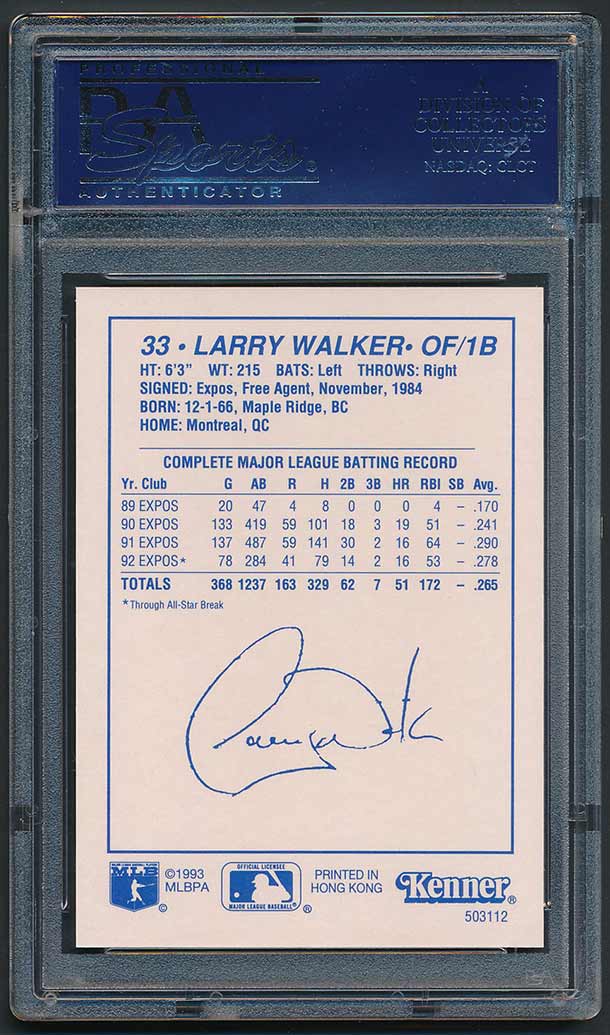 PROFESSIONAL
PSA
Sports®
AUTHENTICATOR
A
DIVISION OF
COLLECTORS
UNIVERSE
NASDAQ: CLCT
33 • LARRY WALKER • OF/1B
HT: 6'3" WT: 215 BATS: Left THROWS: Right
SIGNED: Expos, Free Agent, November, 1984
BORN: 12-1-66, Maple Ridge, BC
HOME: Montreal, QC
COMPLETE MAJOR LEAGUE BATTING RECORD
Yr. Club G AB R H 2B 3B HR RBI SB Avg.
89 EXPOS 20 47 4 8 0 0 0 4 – .170
90 EXPOS 133 419 59 101 18 3 19 51 – .241
91 EXPOS 137 487 59 141 30 2 16 64 – .290
92 EXPOS* 78 284 41 79 14 2 16 53 – .278
TOTALS 368 1237 163 329 62 7 51 172 – .265
*Through All-Star Break
MAJOR LEAGUE BASEBALL PLAYERS
MLB
®
©1993
MLBPA
OFFICIAL LICENSEE
MAJOR LEAGUE BASEBALL®
®
PRINTED IN
HONG KONG
Kenner®
503112